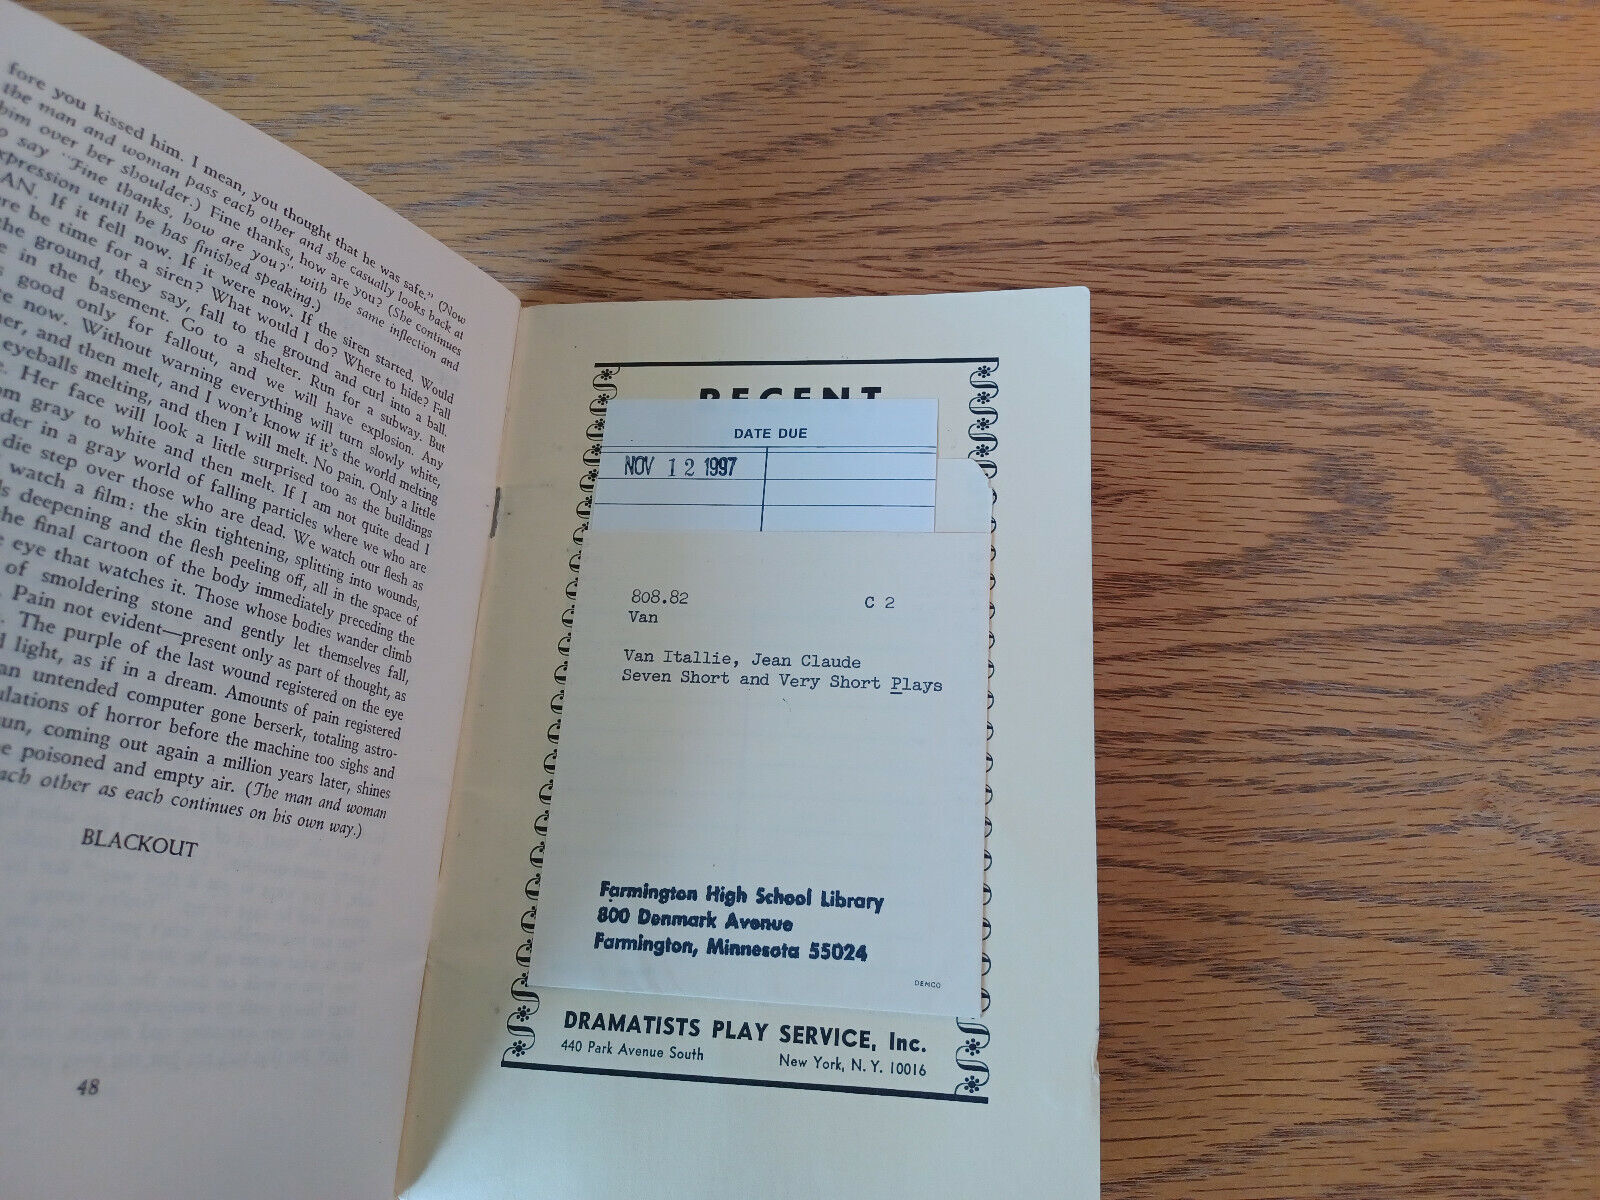 fore you kissed him. I mean, you thought that he was safe." (Now
the man and woman pass each other and she casually looks back at
him over her shoulder.) Fine thanks, how are you? (She continues
say "Fine thanks, how are you?" with the same inflection and
xpression until he has finished speaking.)
AN. If it fell now. If it were now. If the siren started. Would
re be time for a siren? What would I do? Where to hide? Fall
the ground, they say, fall to the ground and curl into a ball.
in the basement. Go to a shelter. Run for a subway. But
good only for fallout, and we will have explosion. Any
now. Without warning everything will turn slowly white,
er, and then melt, and I won't know if it's the world melting
eyeballs melting, and then I will melt. No pain. Only a little
Her face will look a little surprised too as the buildings
om gray to white and then melt. If I am not quite dead I
der in a gray world of falling particles where we who are
die step over those who are dead. We watch our flesh as
watch a film: the skin tightening, splitting into wounds,
s deepening and the flesh peeling off, all in the space of
the final cartoon of the body immediately preceding the
eye that watches it. Those whose bodies wander climb
of smoldering stone and gently let themselves fall,
Pain not evident—present only as part of thought, as
The purple of the last wound registered on the eye
light, as if in a dream. Amounts of pain registered
an untended computer gone berserk, totaling astro-
ulations of horror before the machine too sighs and
un, coming out again a million years later, shines
e poisoned and empty air. (The man and woman
ach other as each continues on his own way.)
BLACKOUT
48
RECENT
DATE DUE
NOV 12 1997
808.82 C 2
Van
Van Itallie, Jean Claude
Seven Short and Very Short Plays
Farmington High School Library
800 Denmark Avenue
Farmington, Minnesota 55024
DEMCO
DRAMATISTS PLAY SERVICE, Inc.
440 Park Avenue South New York, N. Y. 10016